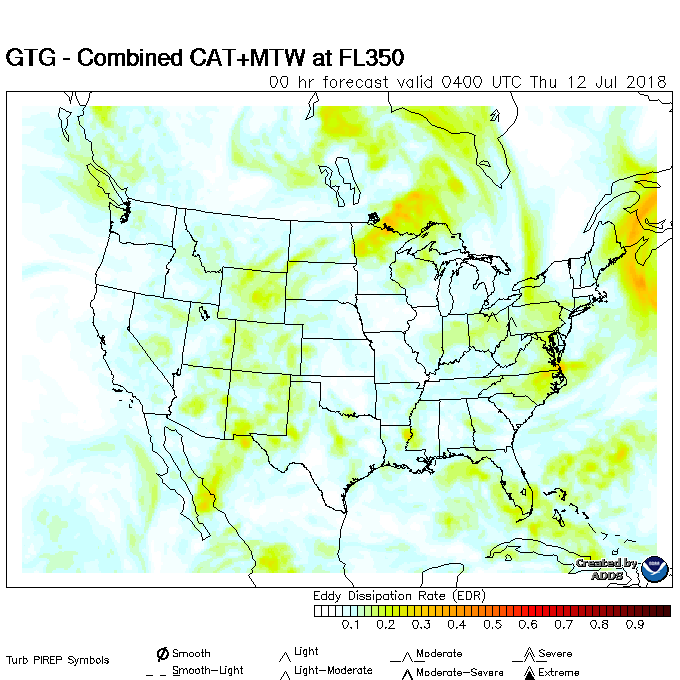 GTG - Combined CAT+MTW at FL350
00 hr forecast valid 0400 UTC Thu 12 Jul 2018
Created by
ADDS
Eddy Dissipation Rate (EDR)
0.1 0.2 0.3 0.4 0.5 0.6 0.7 0.8 0.9
Turb PIREP Symbols
Smooth Light Moderate Severe
Smooth-Light Light-Moderate Moderate-Severe Extreme